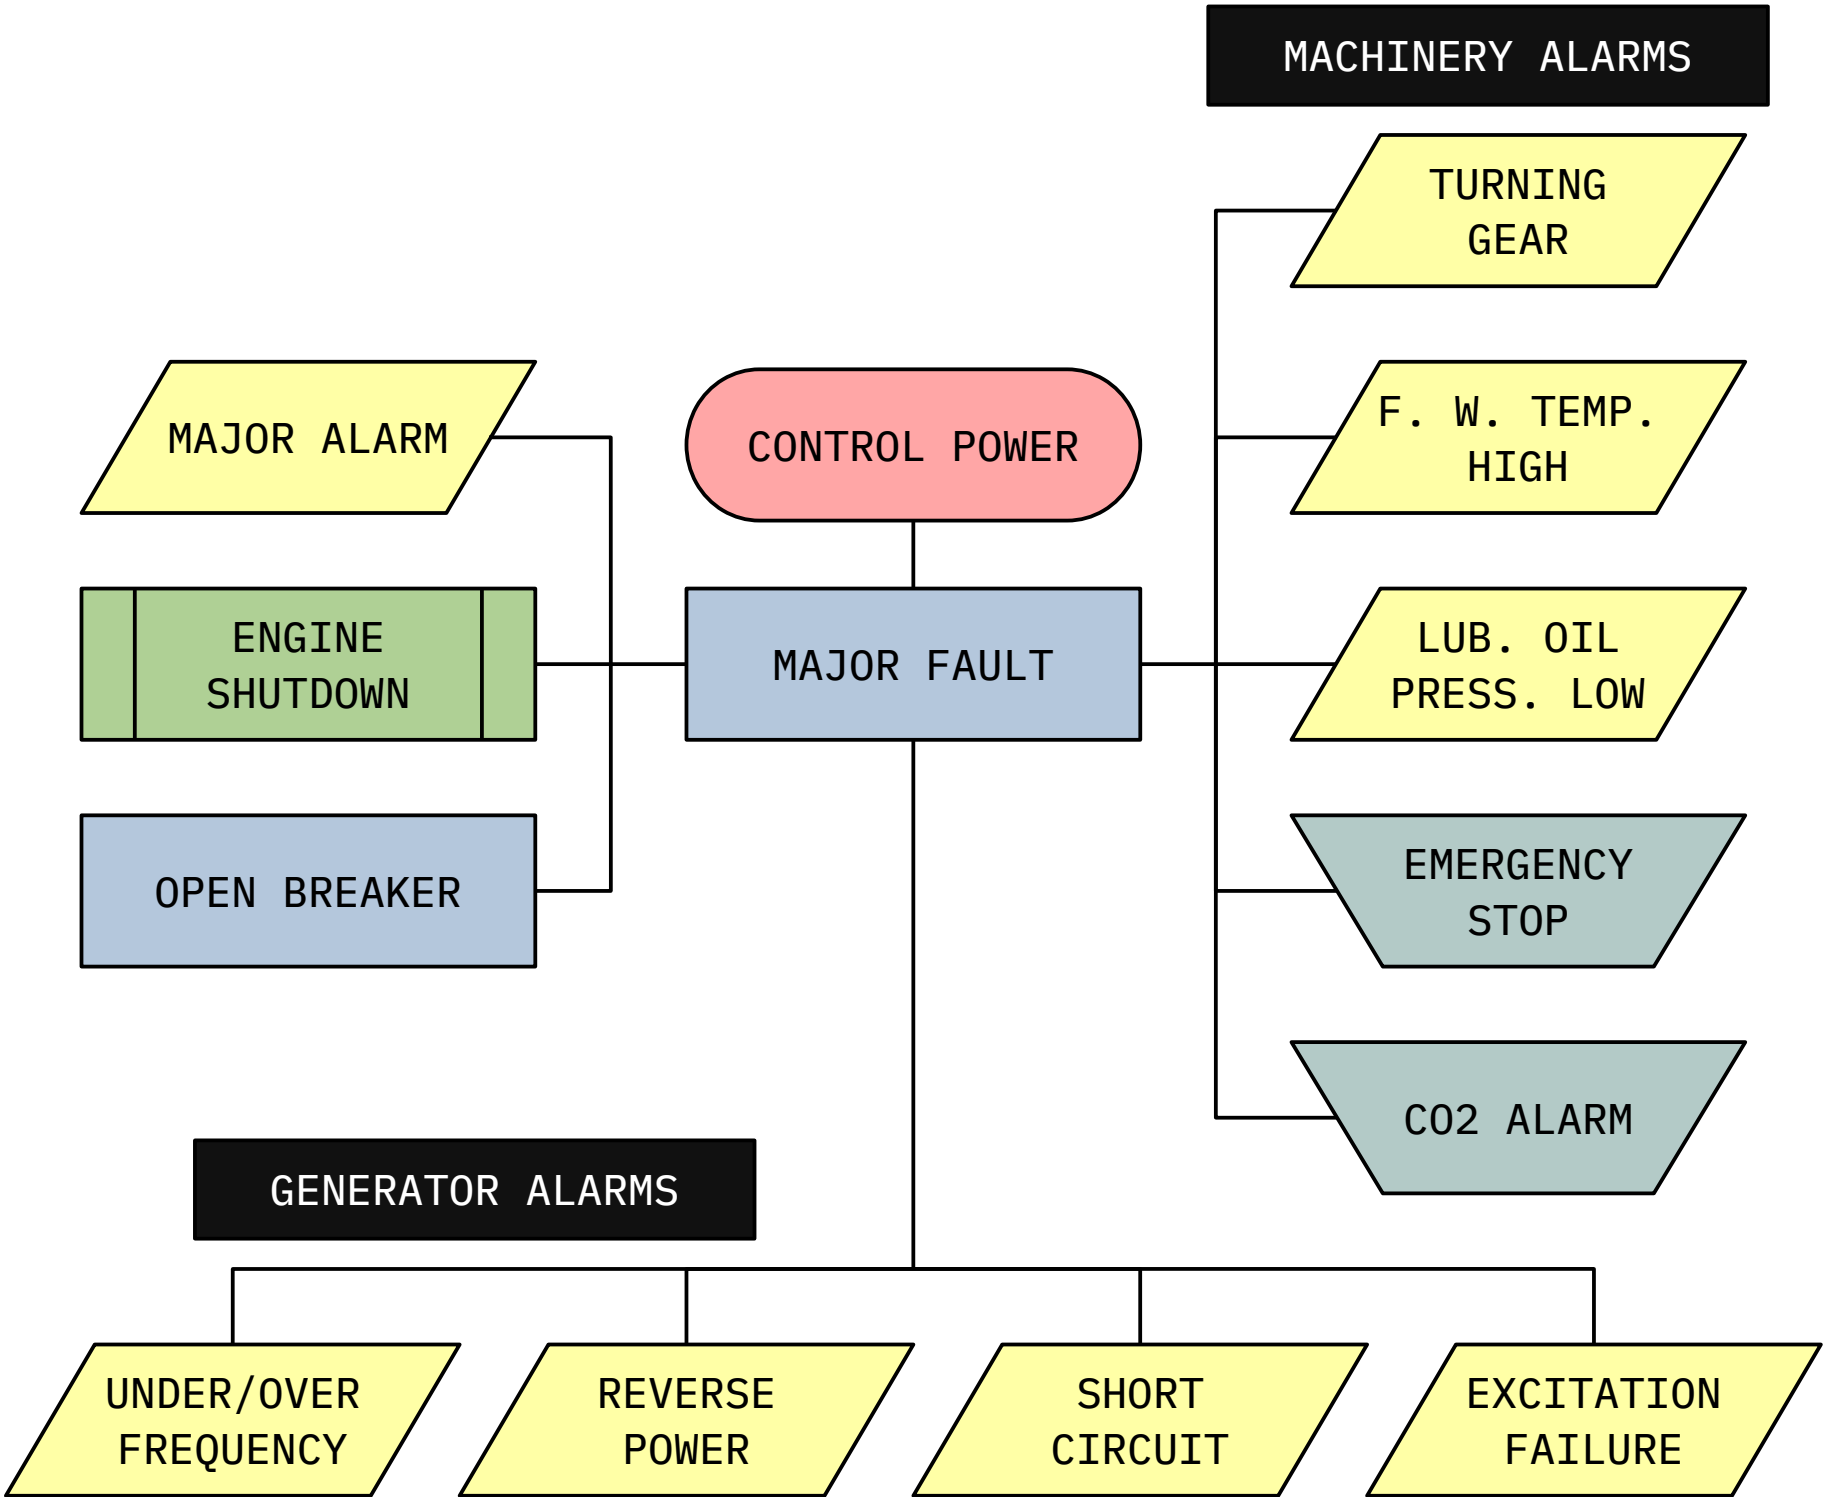 MACHINERY ALARMS
TURNING
GEAR
MAJOR ALARM
CONTROL POWER
F. W. TEMP.
HIGH
ENGINE
SHUTDOWN
MAJOR FAULT
LUB. OIL
PRESS. LOW
OPEN BREAKER
EMERGENCY
STOP
CO2 ALARM
GENERATOR ALARMS
UNDER/OVER
FREQUENCY
REVERSE
POWER
SHORT
CIRCUIT
EXCITATION
FAILURE